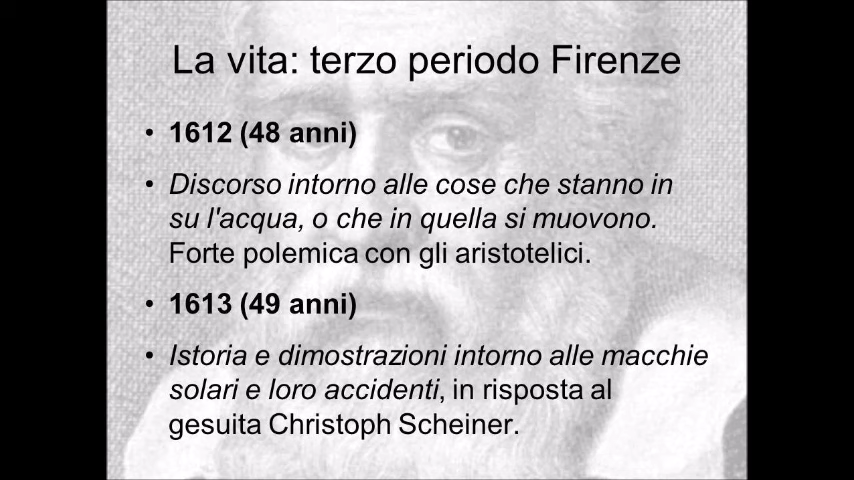 La vita: terzo periodo Firenze
• 1612 (48 anni)
• Discorso intorno alle cose che stanno in
su l'acqua, o che in quella si muovono.
Forte polemica con gli aristotelici.
• 1613 (49 anni)
• Istoria e dimostrazioni intorno alle macchie
solari e loro accidenti, in risposta al
gesuita Christoph Scheiner.